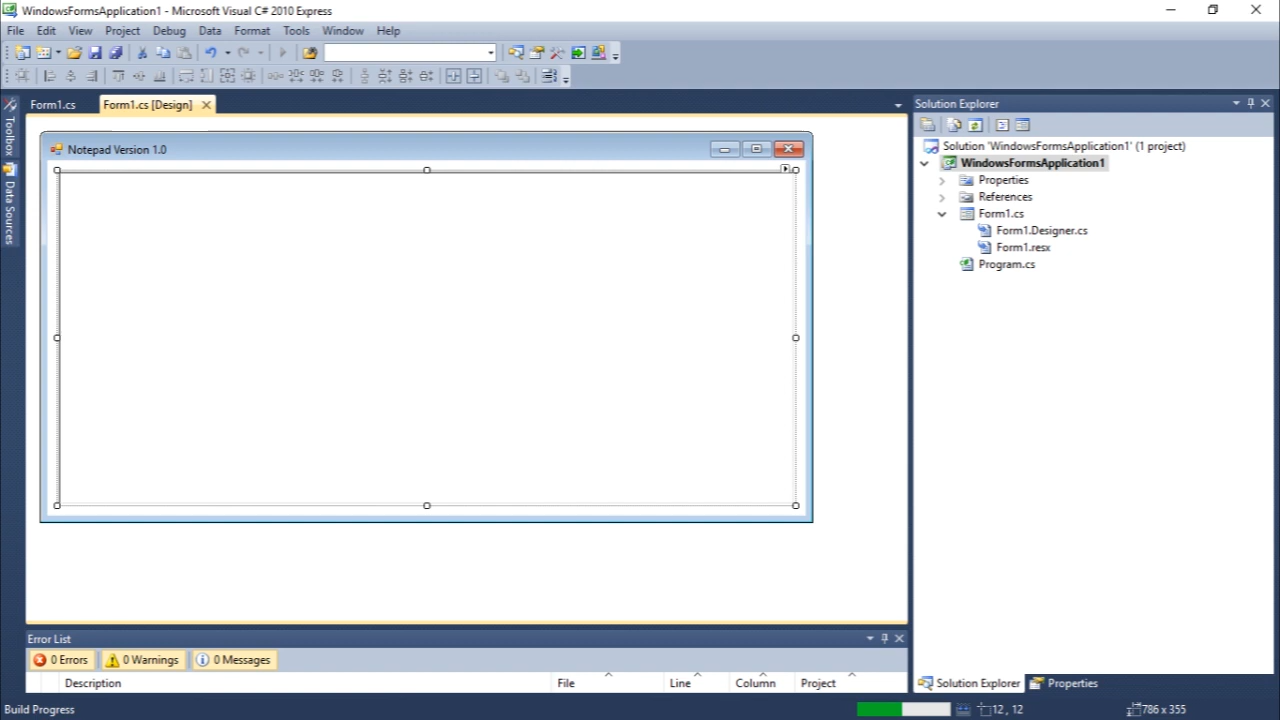 WindowsFormsApplication1 - Microsoft Visual C# 2010 Express
File Edit View Project Debug Data Format Tools Window Help
Form1.cs Form1.cs [Design]
Solution Explorer
Toolbox
Data Sources
Notepad Version 1.0
Solution 'WindowsFormsApplication1' (1 project)
WindowsFormsApplication1
Properties
References
Form1.cs
Form1.Designer.cs
Form1.resx
Program.cs
Error List
0 Errors 0 Warnings 0 Messages
Description File Line Column Project
Solution Explorer Properties
Build Progress 12 , 12 786 x 355